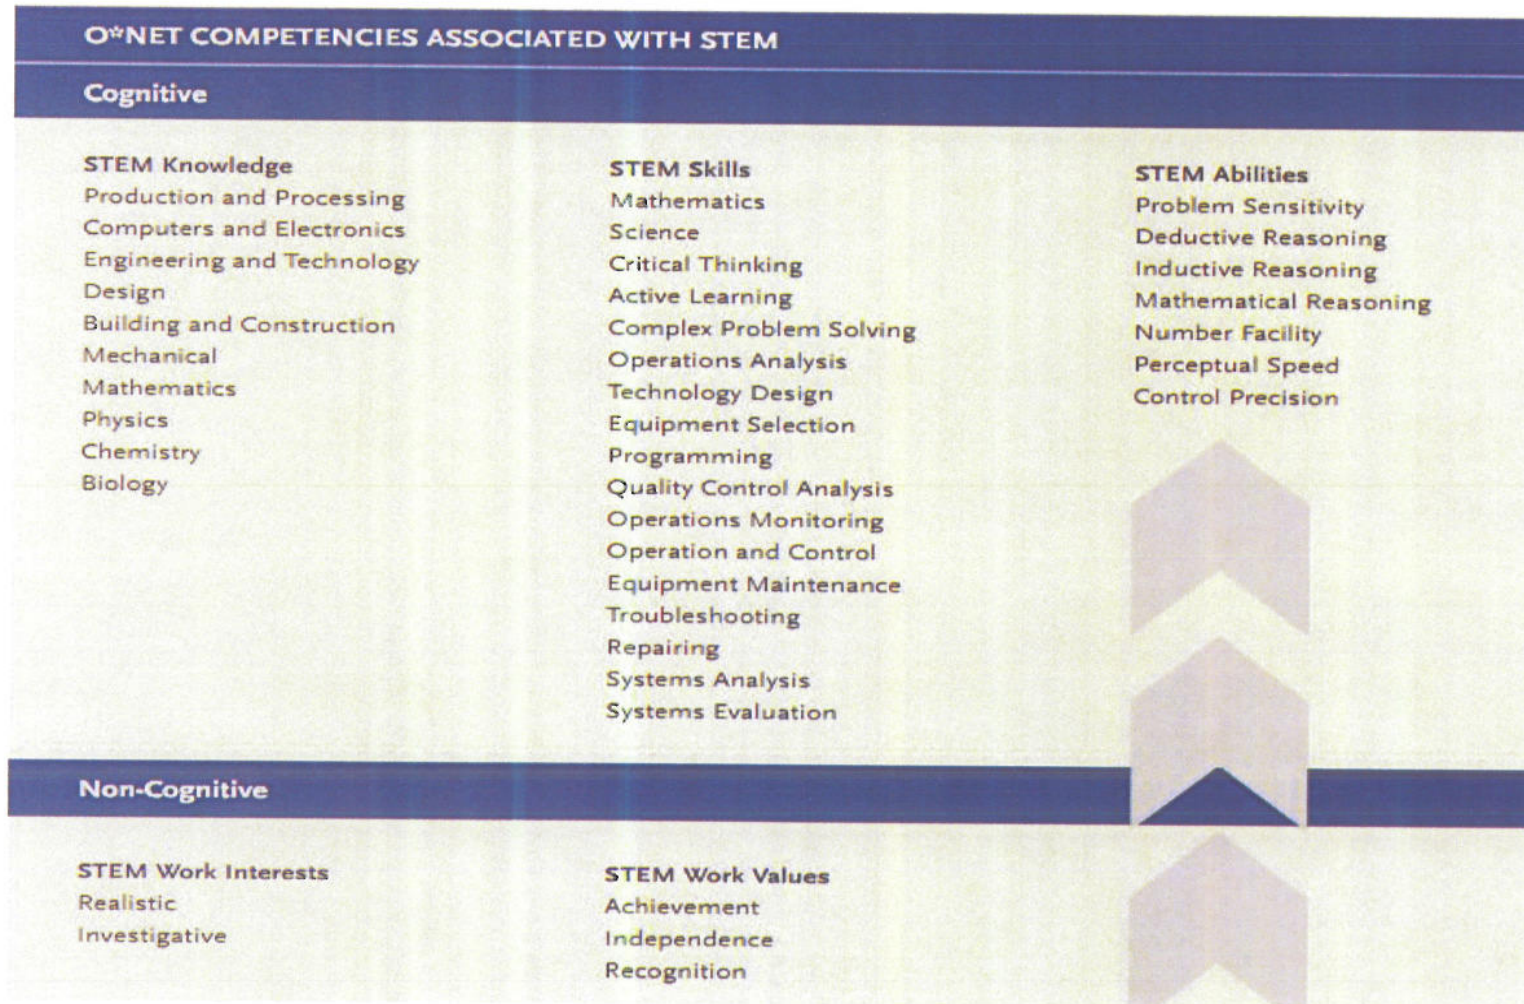 O*NET COMPETENCIES ASSOCIATED WITH STEM
Cognitive
STEM Knowledge
Production and Processing
Computers and Electronics
Engineering and Technology
Design
Building and Construction
Mechanical
Mathematics
Physics
Chemistry
Biology
STEM Skills
Mathematics
Science
Critical Thinking
Active Learning
Complex Problem Solving
Operations Analysis
Technology Design
Equipment Selection
Programming
Quality Control Analysis
Operations Monitoring
Operation and Control
Equipment Maintenance
Troubleshooting
Repairing
Systems Analysis
Systems Evaluation
STEM Abilities
Problem Sensitivity
Deductive Reasoning
Inductive Reasoning
Mathematical Reasoning
Number Facility
Perceptual Speed
Control Precision
Non-Cognitive
STEM Work Interests
Realistic
Investigative
STEM Work Values
Achievement
Independence
Recognition